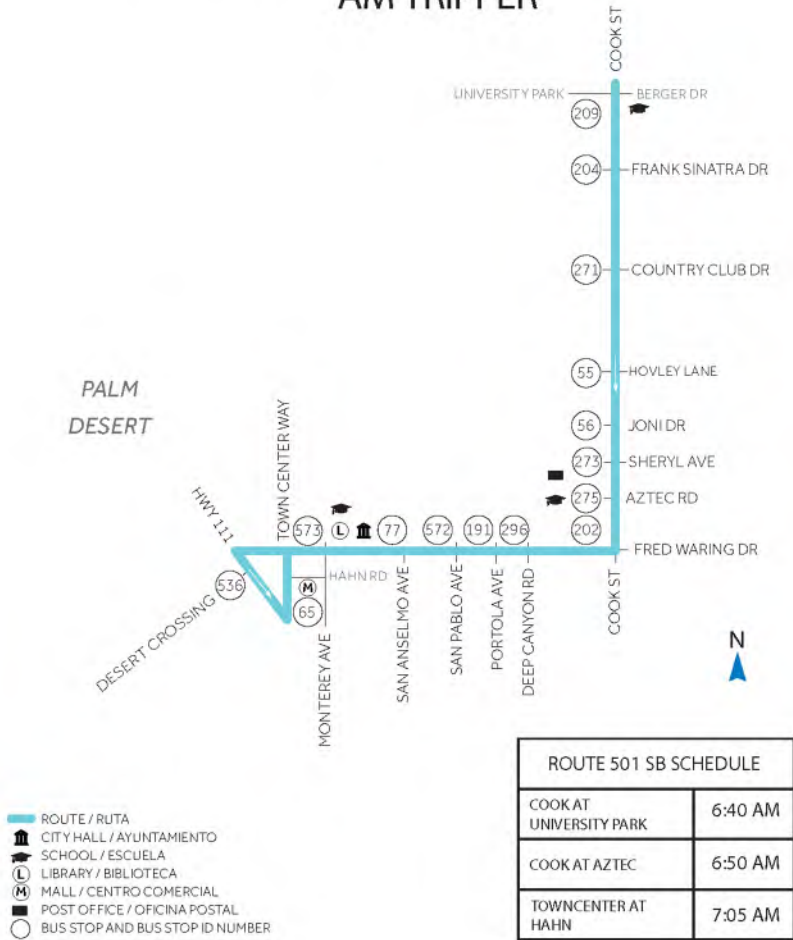 AM TRIPPER
COOK ST
UNIVERSITY PARK
BERGER DR
209
204
FRANK SINATRA DR
271
COUNTRY CLUB DR
55
HOVLEY LANE
PALM
DESERT
56
JONI DR
273
SHERYL AVE
275
AZTEC RD
202
FRED WARING DR
TOWN CENTER WAY
HWY 111
573
L
77
572
191
296
536
HAHN RD
M
65
DESERT CROSSING
MONTEREY AVE
SAN ANSELMO AVE
SAN PABLO AVE
PORTOLA AVE
DEEP CANYON RD
COOK ST
N
ROUTE 501 SB SCHEDULE
COOK AT
UNIVERSITY PARK
6:40 AM
COOK AT AZTEC
6:50 AM
TOWNCENTER AT
HAHN
7:05 AM
ROUTE / RUTA
CITY HALL / AYUNTAMIENTO
SCHOOL / ESCUELA
L LIBRARY / BIBLIOTECA
M MALL / CENTRO COMERCIAL
POST OFFICE / OFICINA POSTAL
BUS STOP AND BUS STOP ID NUMBER